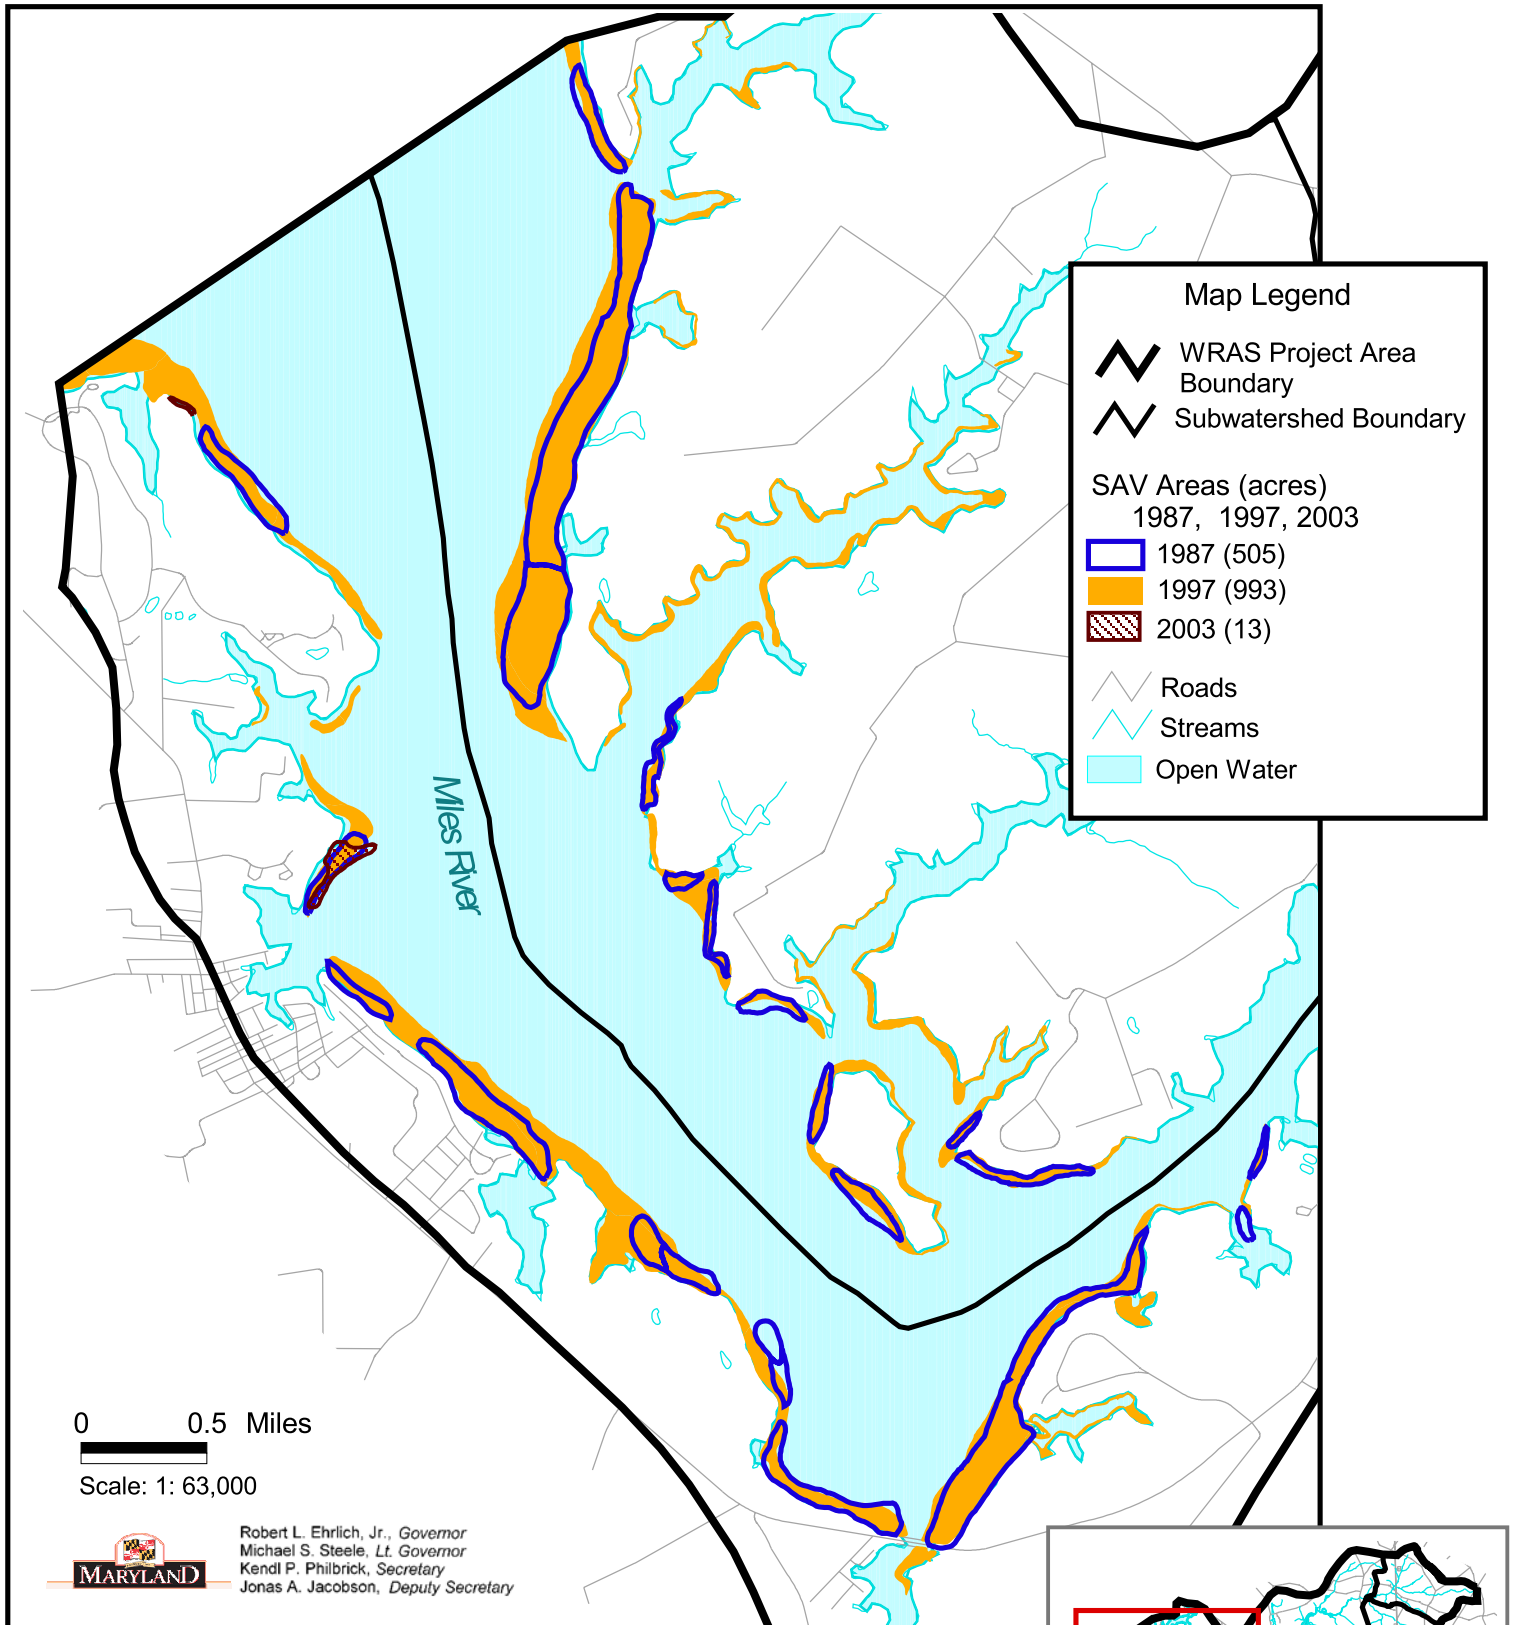 Map Legend
WRAS Project Area
Boundary
Subwatershed Boundary
SAV Areas (acres)
1987, 1997, 2003
1987 (505)
1997 (993)
2003 (13)
Roads
Streams
Open Water
Miles River
0 0.5 Miles
Scale: 1: 63,000
MARYLAND
Robert L. Ehrlich, Jr., Governor
Michael S. Steele, Lt. Governor
Kendl P. Philbrick, Secretary
Jonas A. Jacobson, Deputy Secretary